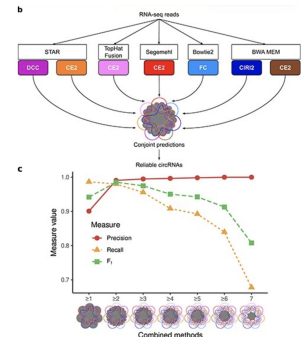 b
RNA-seq reads
STAR
TopHat Fusion
Segemehl
Bowtie2
BWA MEM
DCC
CE2
CE2
CE2
FC
CIRI2
CE2
Conjoint predictions
Reliable circRNAs
c
1.0
0.9
0.8
0.7
Measure value
Measure
Precision
Recall
F₁
≥1
≥2
≥3
≥4
≥5
≥6
7
Combined methods